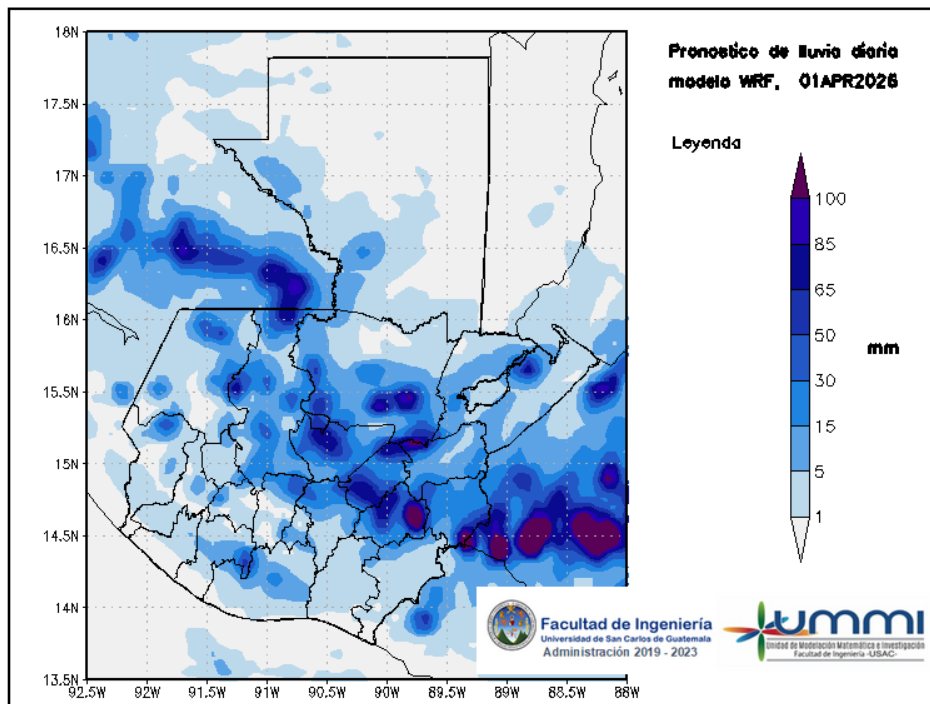 Pronostico de lluvia diaria
modelo WRF, 01APR2026
Leyenda
100
85
65
50
30
15
5
1
mm
18N
17.5N
17N
16.5N
16N
15.5N
15N
14.5N
14N
13.5N
92.5W
92W
91.5W
91W
90.5W
90W
89.5W
89W
88.5W
88W
Facultad de Ingeniería
Universidad de San Carlos de Guatemala
Administración 2019 - 2023
ummi
Unidad de Modelación Matemática e Investigación
Facultad de Ingeniería -USAC-